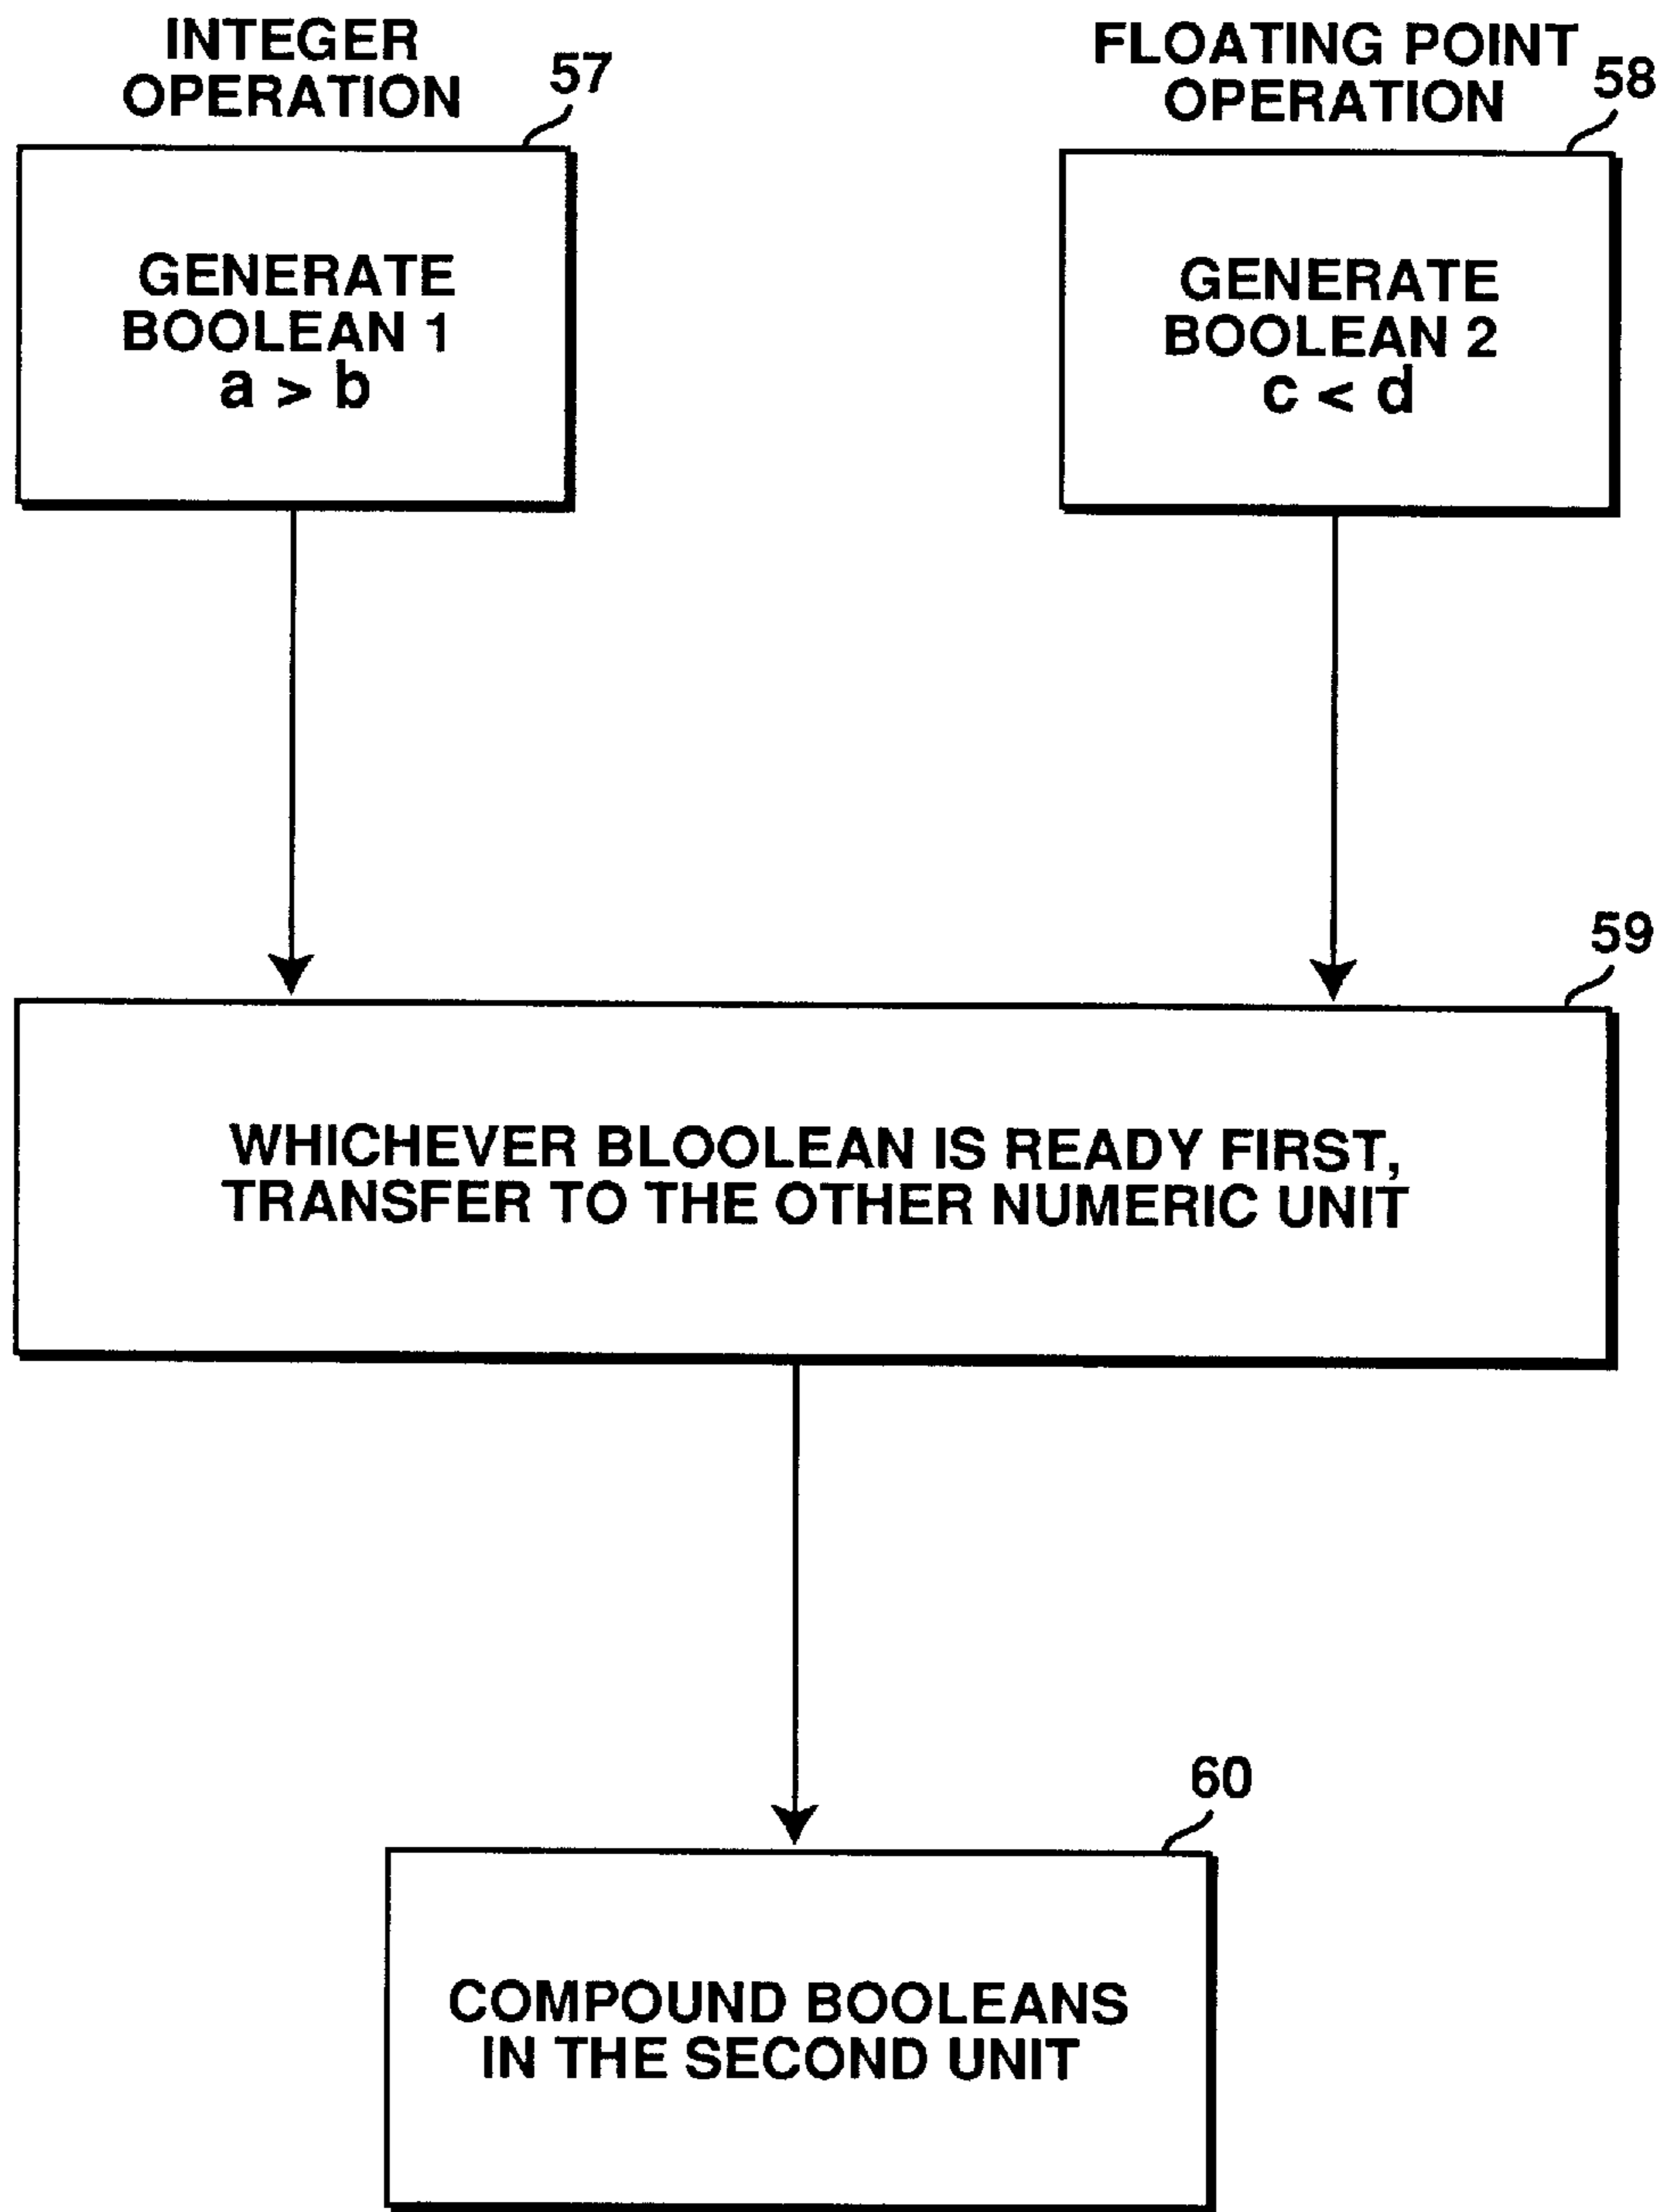 INTEGER
OPERATION
57
GENERATE
BOOLEAN 1
a > b
FLOATING POINT
OPERATION
58
GENERATE
BOOLEAN 2
c < d
59
WHICHEVER BLOOLEAN IS READY FIRST,
TRANSFER TO THE OTHER NUMERIC UNIT
60
COMPOUND BOOLEANS
IN THE SECOND UNIT